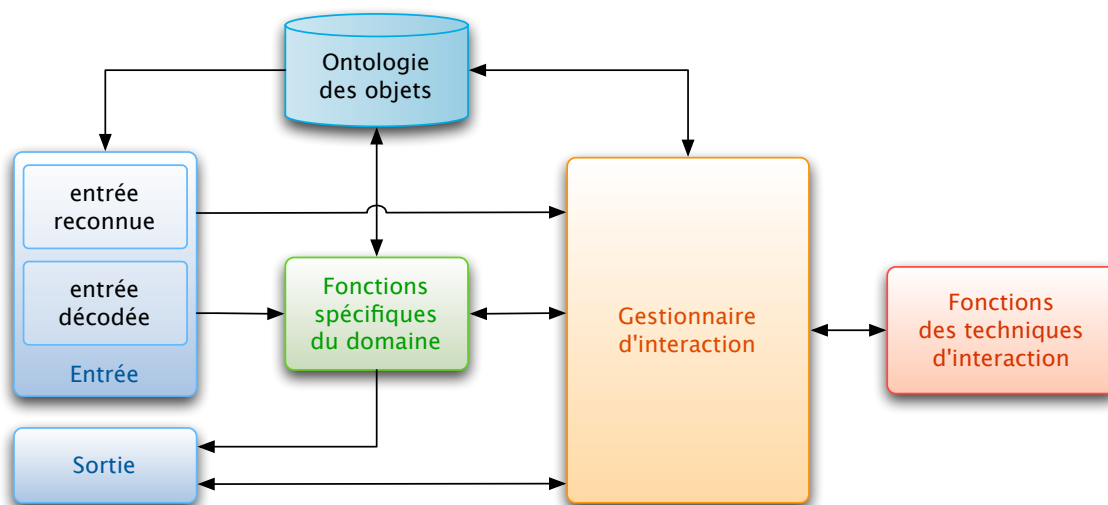 Ontologie
des objets
entrée
reconnue
entrée
décodée
Entrée
Fonctions
spécifiques
du domaine
Gestionnaire
d'interaction
Fonctions
des techniques
d'interaction
Sortie